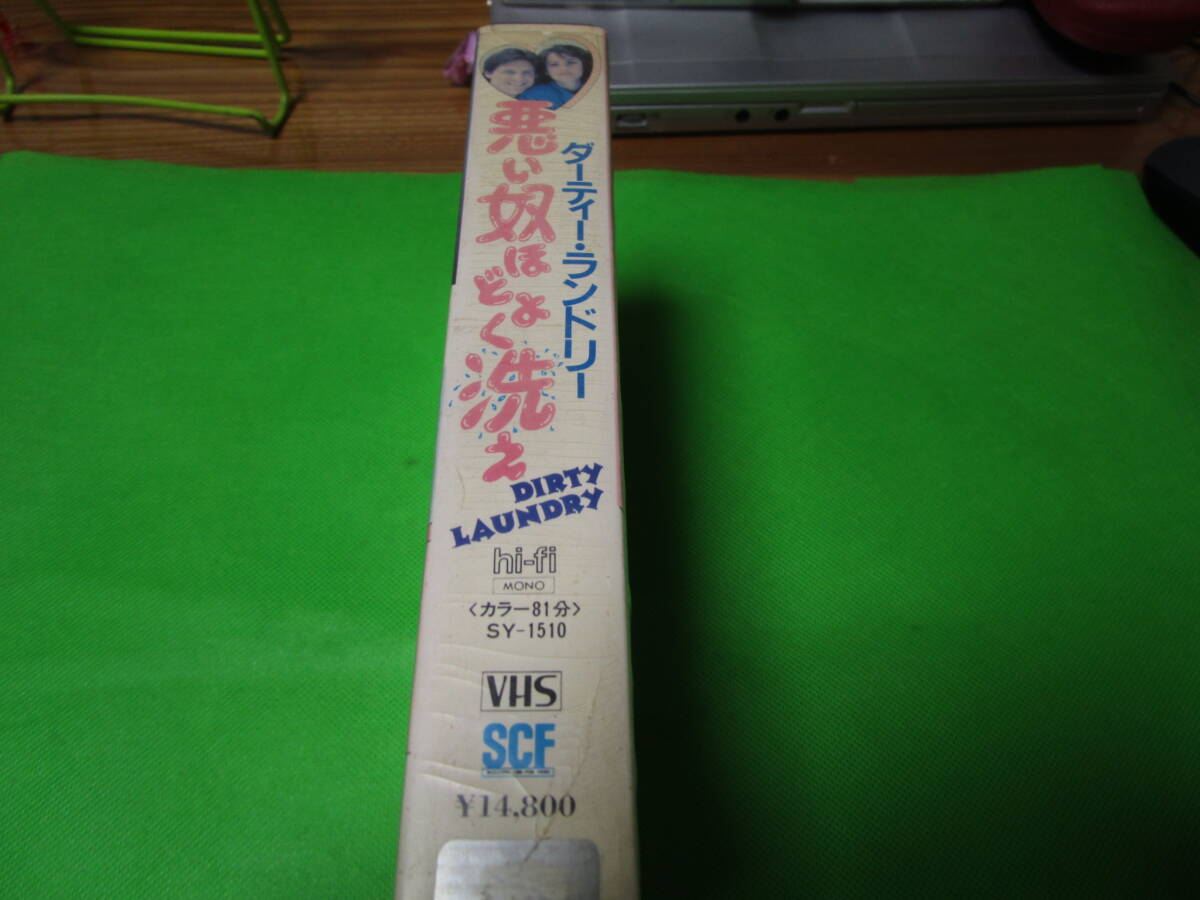 ダーティー・ランドリー
悪い奴ほどよく洗え
DIRTY
LAUNDRY
hi-fi
MONO
〈カラー81分〉
SY-1510
VHS
SCF
¥14,800